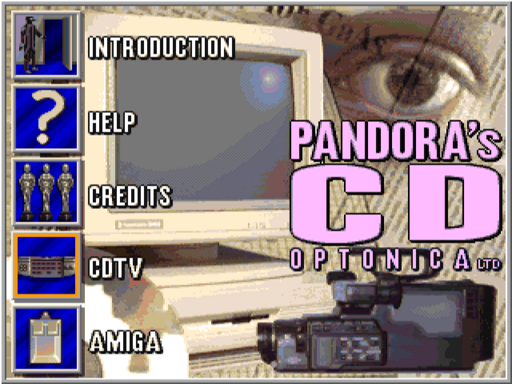 INTRODUCTION
HELP
CREDITS
CDTV
AMIGA
PANDORA'S
CD
OPTONICA LTD